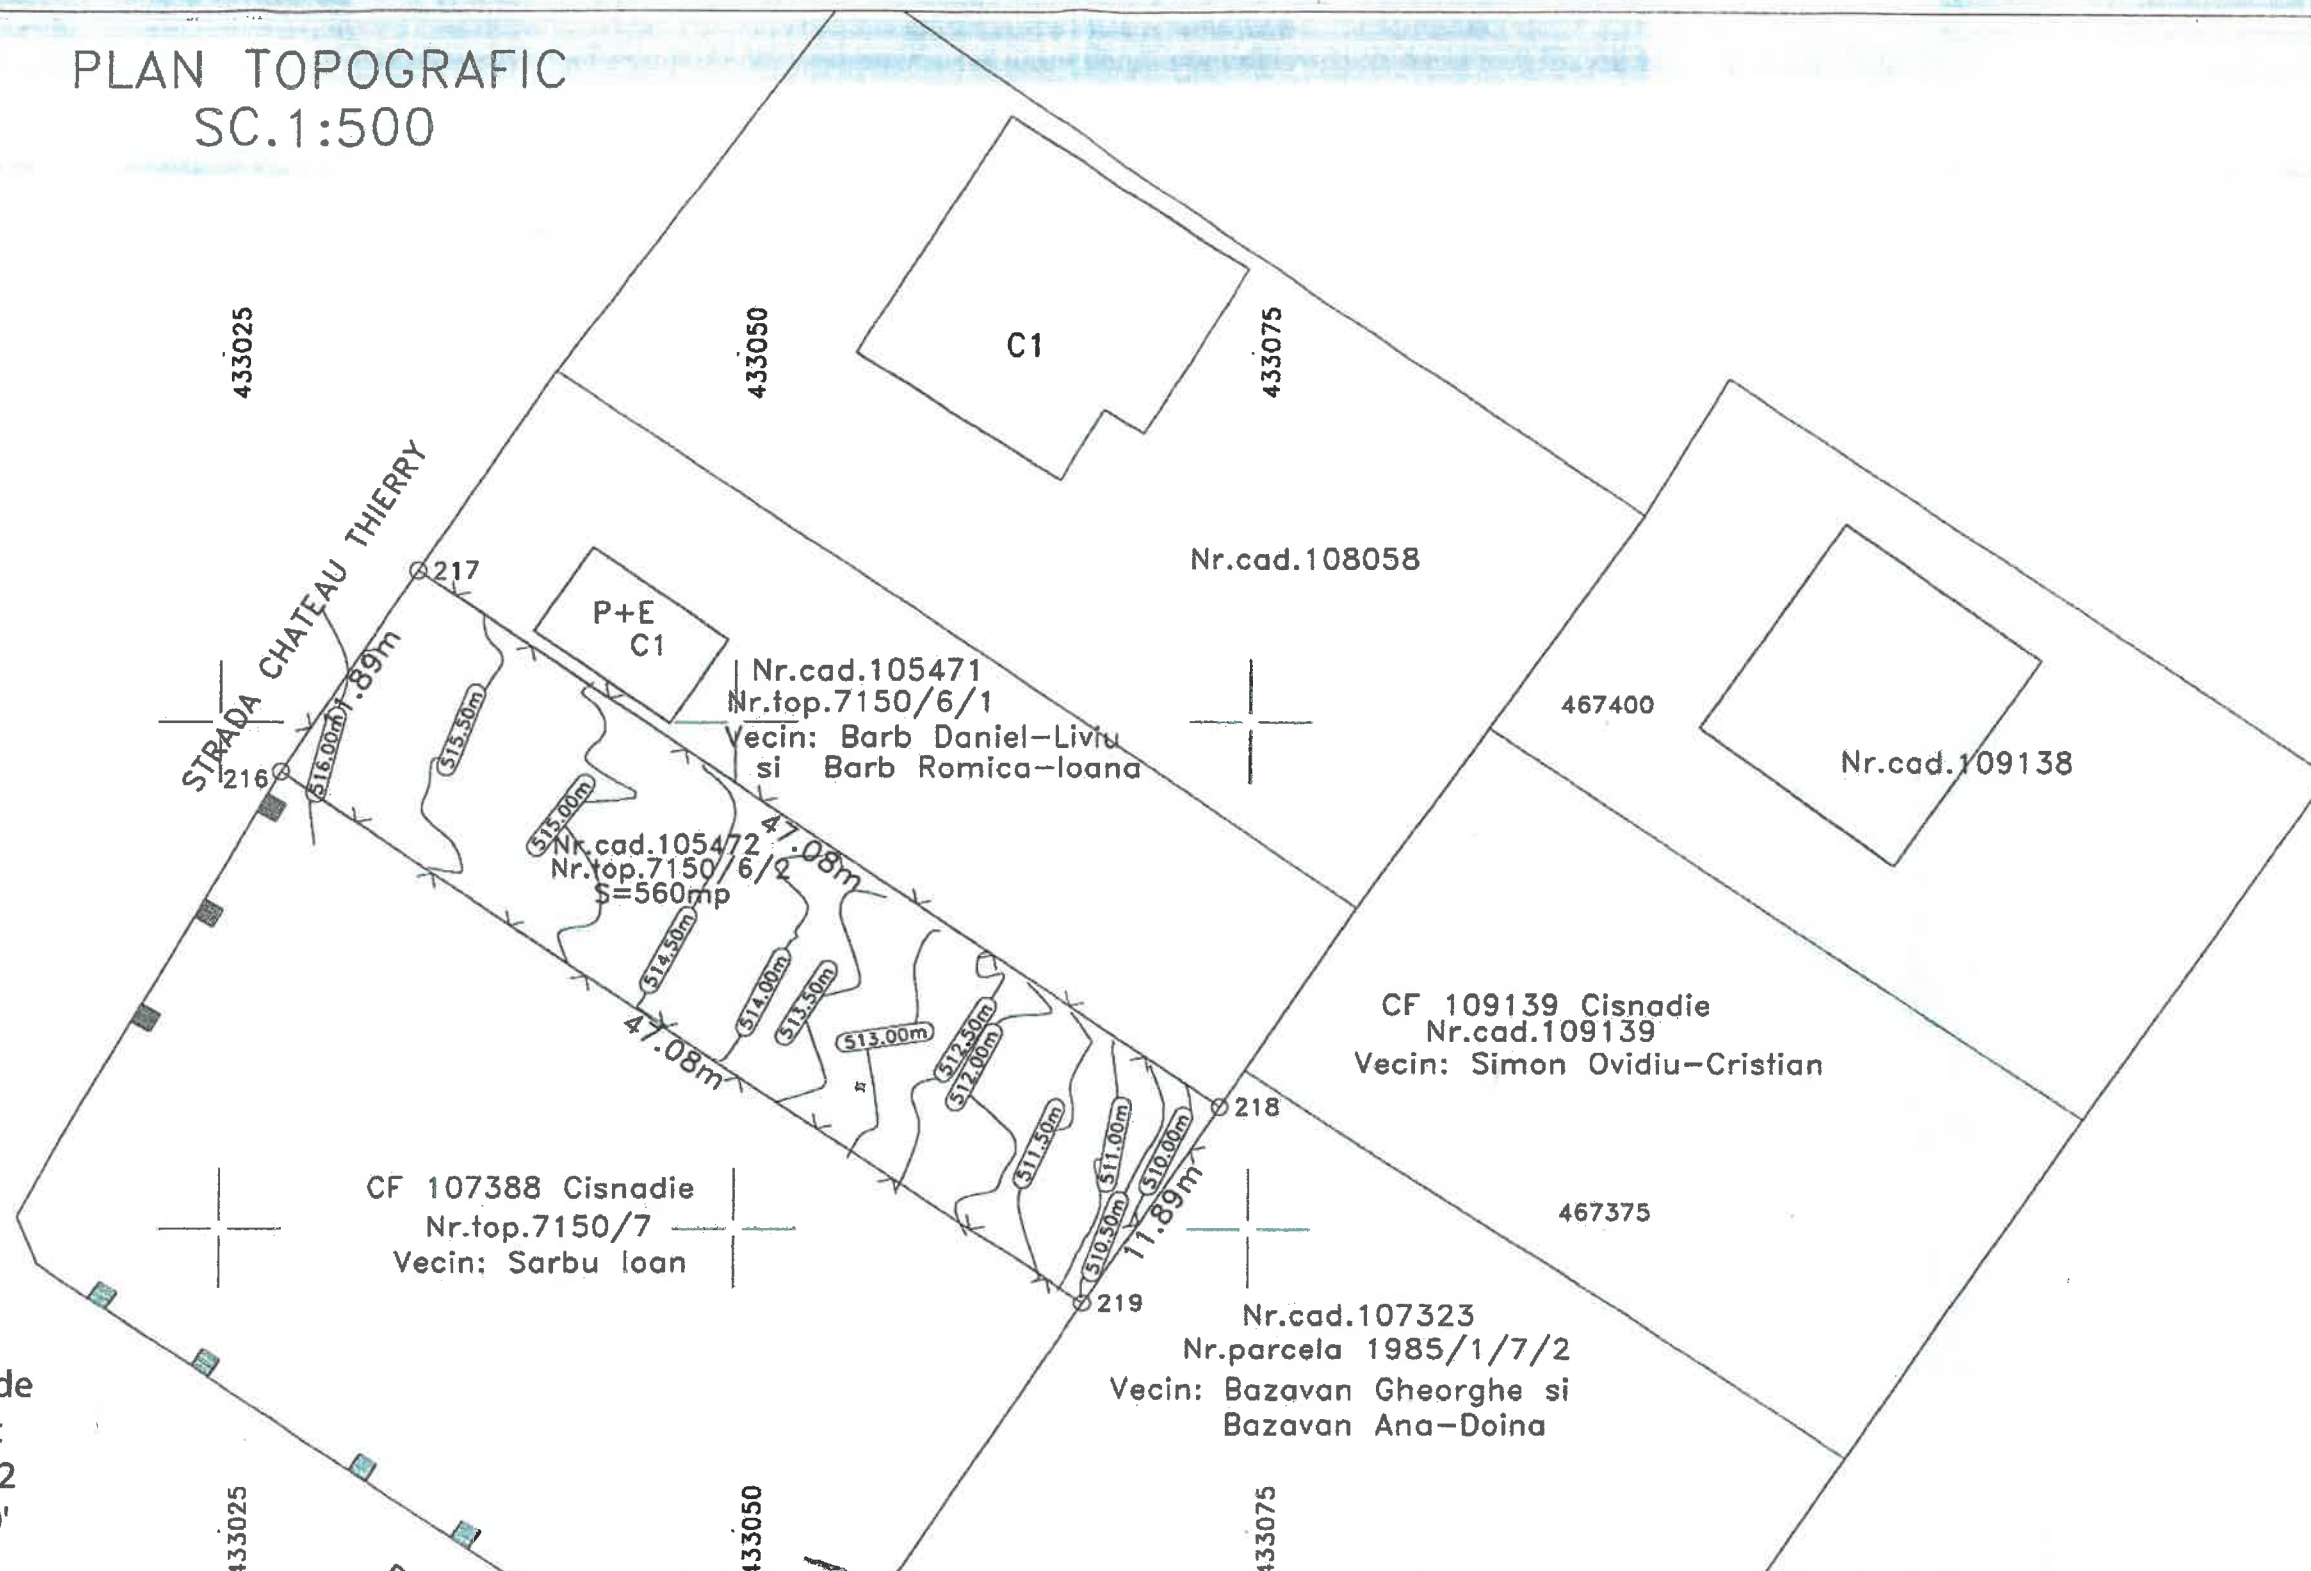 PLAN TOPOGRAFIC
SC.1:500
433025
433050
433075
C1
STRADA CHATEAU THIERRY
217
P+E
C1
Nr.cad.108058
11.89m
Nr.cad.105471
Nr.top.7150/6/1
Vecin: Barb Daniel-Liviu
si Barb Romica-Ioana
467400
Nr.cad.109138
216
516.00m
515.50m
515.00m
Nr.cad.105472
Nr.top.7150/6/2
S=560mp
47.08m
514.50m
514.00m
513.50m
513.00m
512.50m
512.00m
511.50m
511.00m
510.00m
510.50m
47.08m
CF 109139 Cisnadie
Nr.cad.109139
Vecin: Simon Ovidiu-Cristian
218
11.89m
CF 107388 Cisnadie
Nr.top.7150/7
Vecin: Sarbu Ioan
467375
219
Nr.cad.107323
Nr.parcela 1985/1/7/2
Vecin: Bazavan Gheorghe si
Bazavan Ana-Doina
de
2
433025
433050
433075